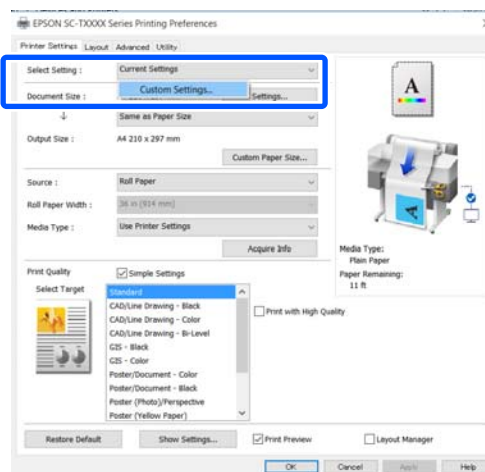 EPSON SC-TXXXX Series Printing Preferences
Printer Settings Layout Advanced Utility
Select Setting : Current Settings
Custom Settings...
Document Size : Settings...
Same as Paper Size
Output Size : A4 210 x 297 mm
Custom Paper Size...
Source : Roll Paper
Roll Paper Width : 36 in (914 mm)
Media Type : Use Printer Settings
Acquire Info
Print Quality Simple Settings
Select Target
Standard
CAD/Line Drawing - Black
CAD/Line Drawing - Color
CAD/Line Drawing - Bi-Level
GIS - Black
GIS - Color
Poster/Document - Color
Poster/Document - Black
Poster (Photo)/Perspective
Poster (Yellow Paper)
Print with High Quality
A
Media Type:
Plain Paper
Paper Remaining:
11 ft
Restore Default Show Settings... Print Preview Layout Manager
OK Cancel Apply Help